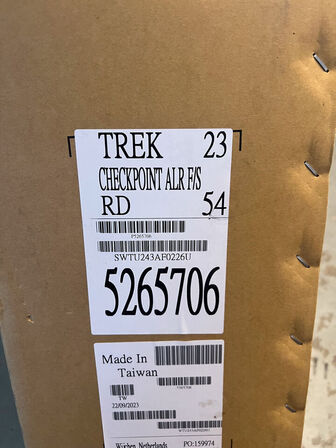 TREK 23
CHECKPOINT ALR F/S
RD 54
P5265706
SWTU243AF0226U
5265706
Made In
Taiwan
TW
22/09/2023
Wijchen, Netherlands PO:159974